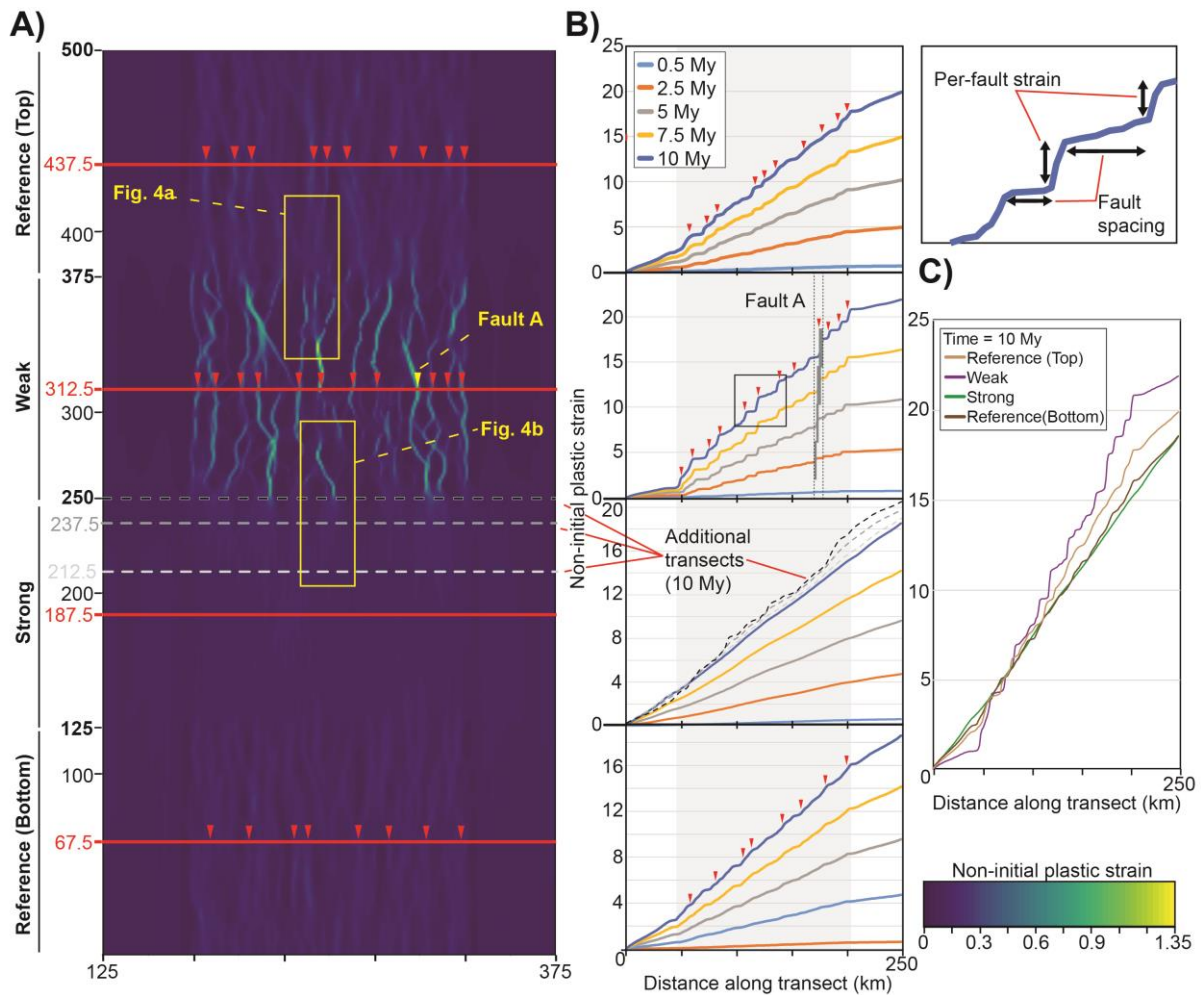 A)
500
Reference (Top)
437.5
Fig. 4a
400
375
Fault A
Weak
312.5
300
Fig. 4b
250
237.5
212.5
Strong
200
187.5
125
100
Reference (Bottom)
67.5
125
375
B)
25
20
15
10
5
0
0.5 My
2.5 My
5 My
7.5 My
10 My
Non-initial plastic strain
20
15
10
5
0
Fault A
16
12
8
4
0
Additional
transects
(10 My)
16
12
8
4
0
250
Distance along transect (km)
Per-fault strain
Fault
spacing
C)
25
20
15
10
5
0
250
Time = 10 My
Reference (Top)
Weak
Strong
Reference(Bottom)
Distance along transect (km)
Non-initial plastic strain
0
0.3
0.6
0.9
1.35